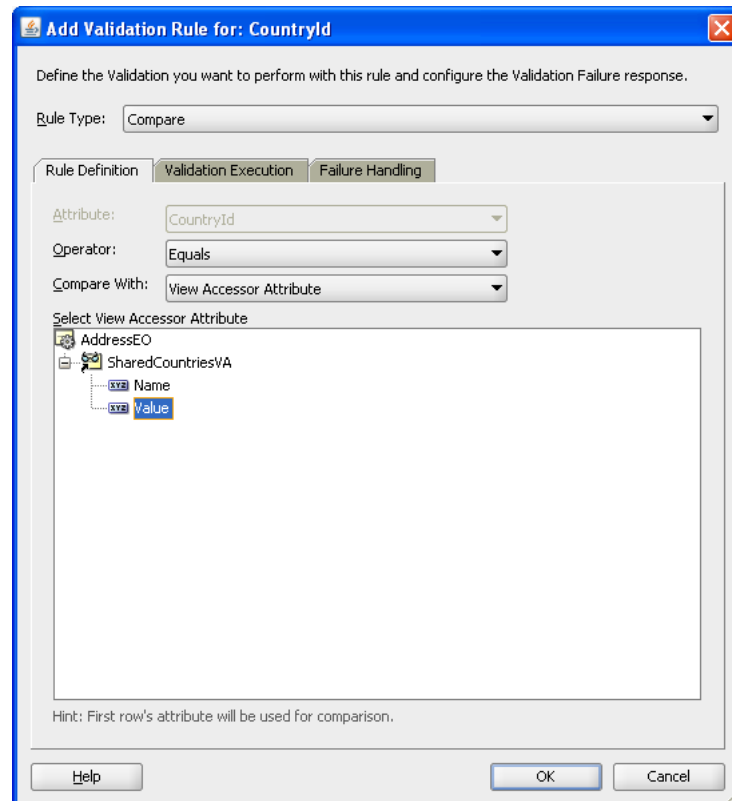 Add Validation Rule for: CountryId
Define the Validation you want to perform with this rule and configure the Validation Failure response.
Rule Type: Compare
Rule Definition Validation Execution Failure Handling
Attribute: CountryId
Operator: Equals
Compare With: View Accessor Attribute
Select View Accessor Attribute
AddressEO
SharedCountriesVA
xyz Name
xyz Value
Hint: First row's attribute will be used for comparison.
Help OK Cancel